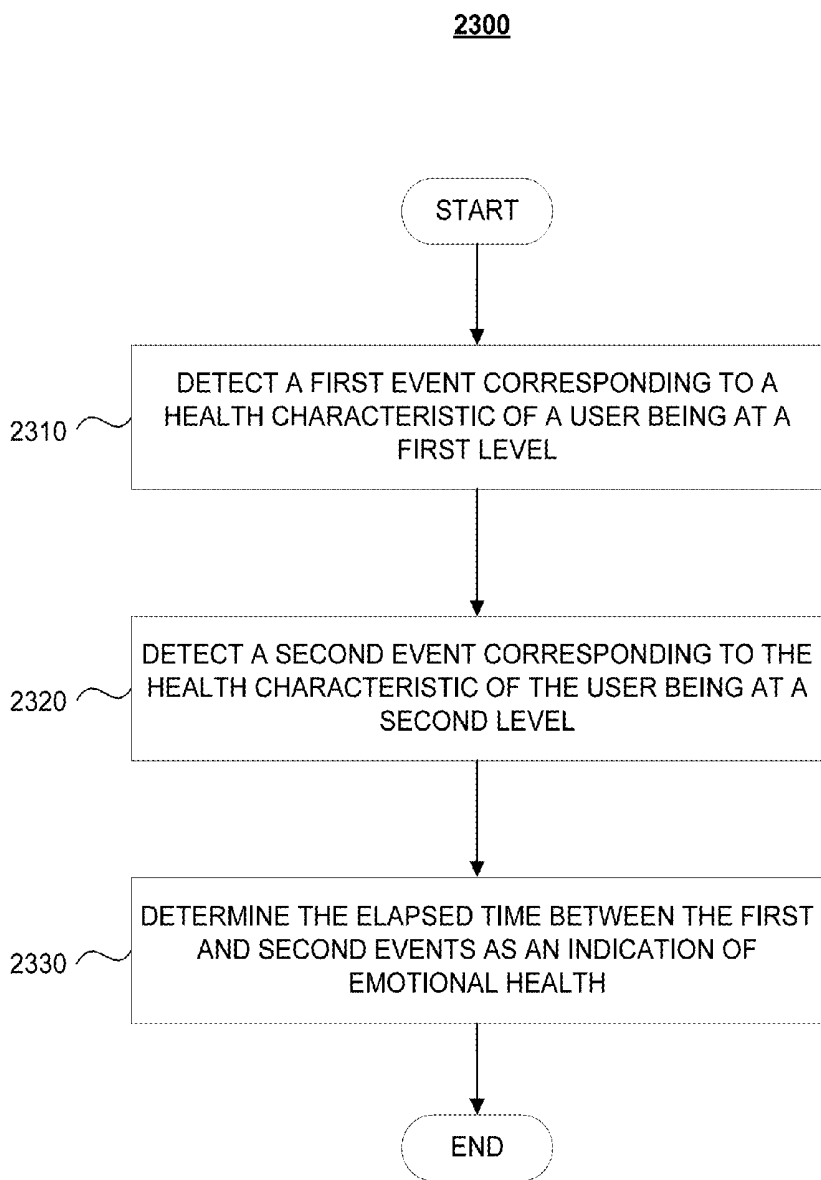 2300
START
2310
DETECT A FIRST EVENT CORRESPONDING TO A
HEALTH CHARACTERISTIC OF A USER BEING AT A
FIRST LEVEL
2320
DETECT A SECOND EVENT CORRESPONDING TO THE
HEALTH CHARACTERISTIC OF THE USER BEING AT A
SECOND LEVEL
2330
DETERMINE THE ELAPSED TIME BETWEEN THE FIRST
AND SECOND EVENTS AS AN INDICATION OF
EMOTIONAL HEALTH
END